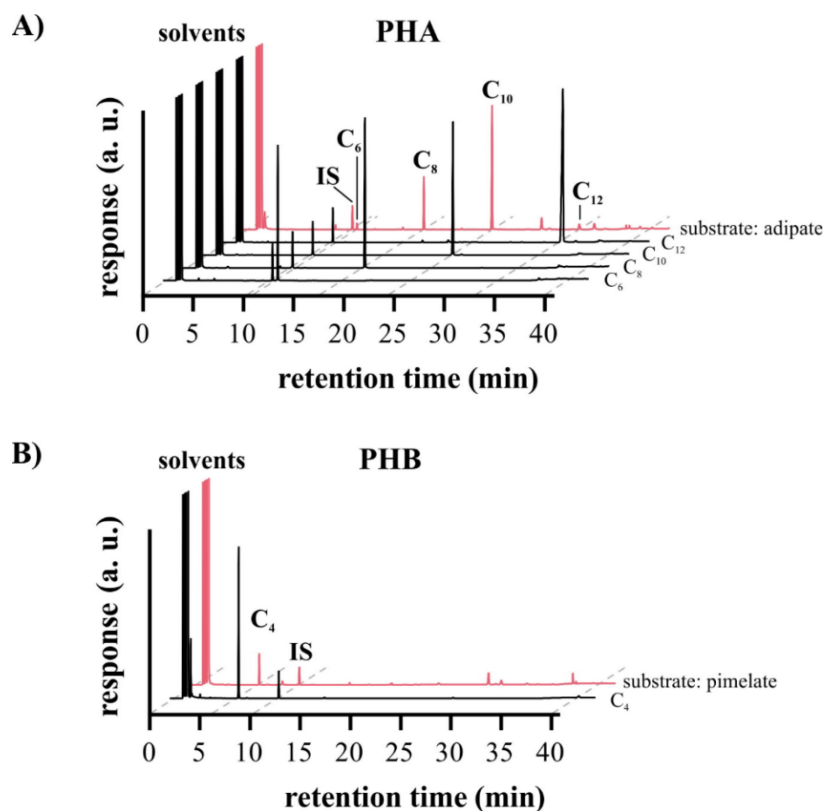 A)
solvents PHA
C10
C6
C8
IS
C12
substrate: adipate
C12
C10
C8
C6
response (a. u.)
0 5 10 15 20 25 30 35 40
retention time (min)
B)
solvents PHB
C4
IS
substrate: pimelate
C4
response (a. u.)
0 5 10 15 20 25 30 35 40
retention time (min)